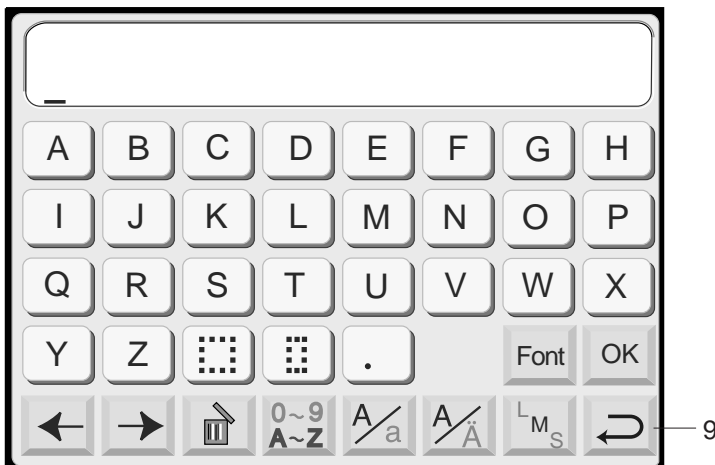 _
A B C D E F G H
I J K L M N O P
Q R S T U V W X
Y Z . Font OK
0~9 A/a A/Ä L M S 9
A~Z